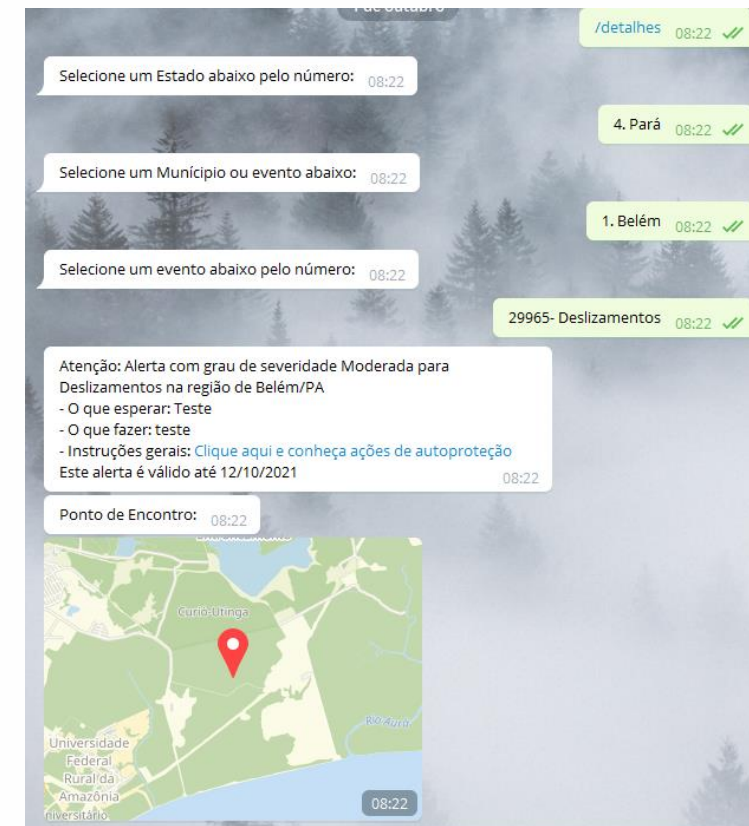 /detalhes 08:22
Selecione um Estado abaixo pelo número: 08:22
4. Pará 08:22
Selecione um Munícipio ou evento abaixo: 08:22
1. Belém 08:22
Selecione um evento abaixo pelo número: 08:22
29965- Deslizamentos 08:22
Atenção: Alerta com grau de severidade Moderada para
Deslizamentos na região de Belém/PA
- O que esperar: Teste
- O que fazer: teste
- Instruções gerais: Clique aqui e conheça ações de autoproteção
Este alerta é válido até 12/10/2021 08:22
Ponto de Encontro: 08:22
Curió-Utinga
Rio Aurá
Universidade
Federal
Rural da
Amazônia
08:22